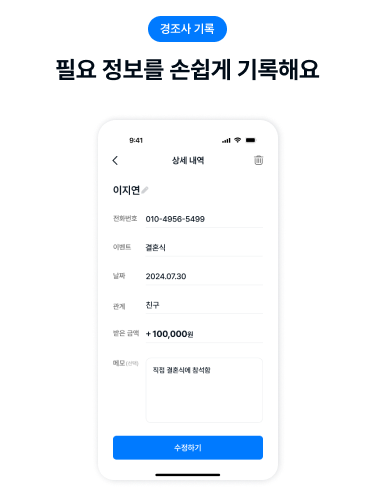 경조사 기록
필요 정보를 손쉽게 기록해요
9:41
상세 내역
이지연
전화번호 010-4956-5499
이벤트 결혼식
날짜 2024.07.30
관계 친구
받은 금액 + 100,000원
메모(선택) 직접 결혼식에 참석함
수정하기